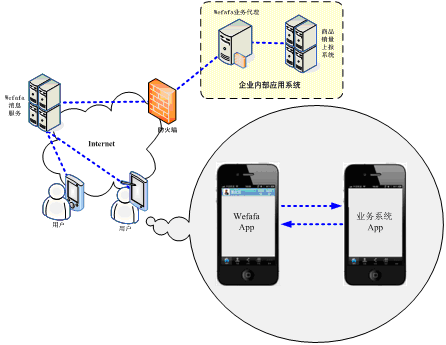 Wefafa业务代理
商品
销量
上报
系统
企业内部应用系统
Wefafa
消息
服务
防火墙
Internet
用户
用户
Wefafa
App
业务系统
App